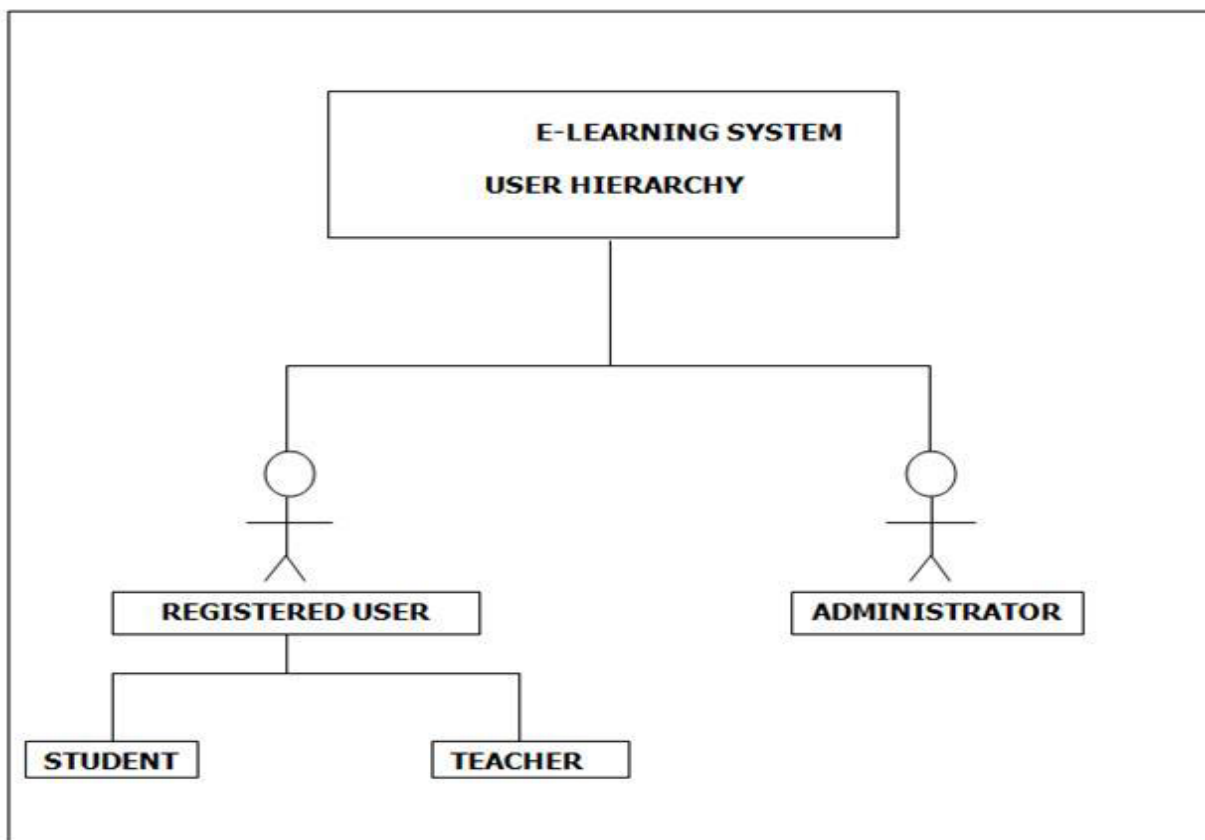 E-LEARNING SYSTEM
USER HIERARCHY
REGISTERED USER
ADMINISTRATOR
STUDENT
TEACHER